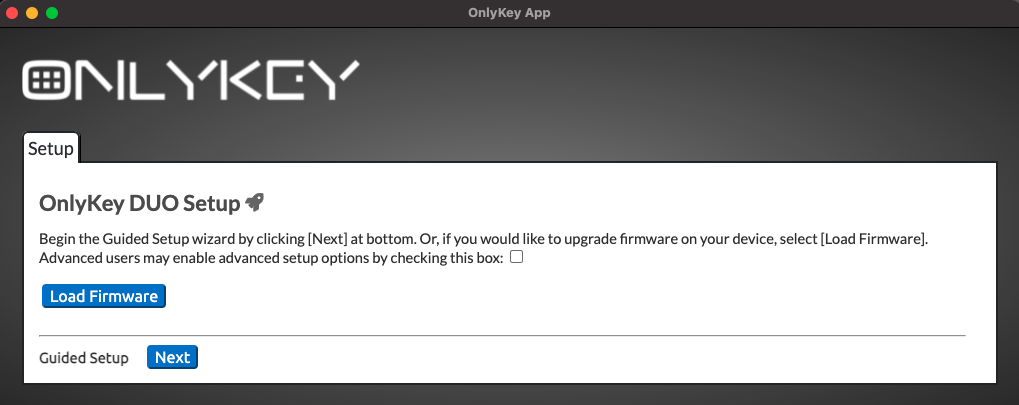 OnlyKey App
ONLYKEY
Setup
OnlyKey DUO Setup
Begin the Guided Setup wizard by clicking [Next] at bottom. Or, if you would like to upgrade firmware on your device, select [Load Firmware].
Advanced users may enable advanced setup options by checking this box:
Load Firmware
Guided Setup Next